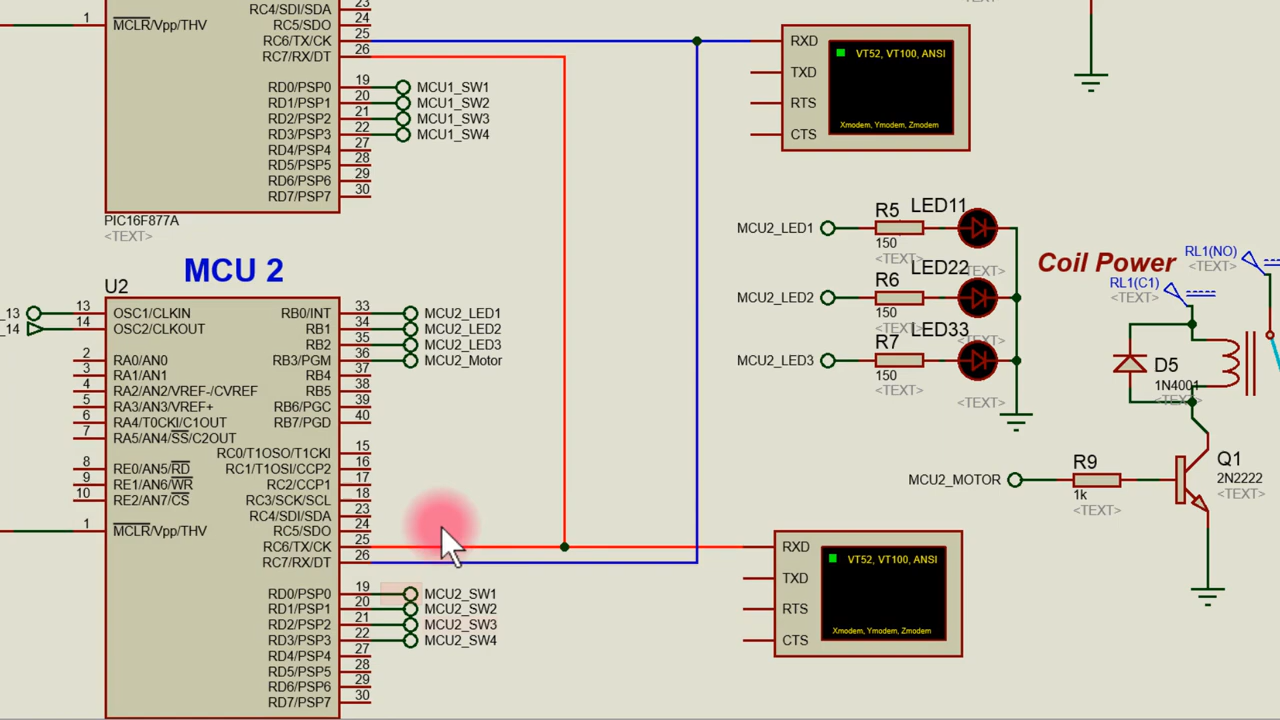 23
RC4/SDI/SDA
24
1 MCLR/Vpp/THV RC5/SDO
25
RC6/TX/CK
26
RC7/RX/DT
19
RD0/PSP0 MCU1_SW1
20
RD1/PSP1 MCU1_SW2
21
RD2/PSP2 MCU1_SW3
22
RD3/PSP3 MCU1_SW4
27
RD4/PSP4
28
RD5/PSP5
29
RD6/PSP6
30
RD7/PSP7
PIC16F877A
<TEXT>
RXD VT52, VT100, ANSI
TXD
RTS
CTS Xmodem, Ymodem, Zmodem
MCU 2
U2
_13 13 OSC1/CLKIN
_14 14 OSC2/CLKOUT
2 RA0/AN0
3 RA1/AN1
4 RA2/AN2/VREF-/CVREF
5 RA3/AN3/VREF+
6 RA4/T0CKI/C1OUT
7 RA5/AN4/SS/C2OUT
8 RE0/AN5/RD
9 RE1/AN6/WR
10 RE2/AN7/CS
1 MCLR/Vpp/THV
RB0/INT 33 MCU2_LED1
RB1 34 MCU2_LED2
RB2 35 MCU2_LED3
RB3/PGM 36 MCU2_Motor
RB4 37
RB5 38
RB6/PGC 39
RB7/PGD 40
RC0/T1OSO/T1CKI 15
RC1/T1OSI/CCP2 16
RC2/CCP1 17
RC3/SCK/SCL 18
RC4/SDI/SDA 23
RC5/SDO 24
RC6/TX/CK 25
RC7/RX/DT 26
RD0/PSP0 19 MCU2_SW1
RD1/PSP1 20 MCU2_SW2
RD2/PSP2 21 MCU2_SW3
RD3/PSP3 22 MCU2_SW4
RD4/PSP4 27
RD5/PSP5 28
RD6/PSP6 29
RD7/PSP7 30
R5 LED11
MCU2_LED1
150
<TEXT> <TEXT>
R6 LED22
MCU2_LED2
150
<TEXT> <TEXT>
R7 LED33
MCU2_LED3
150
<TEXT> <TEXT>
Coil Power
RL1(NO)
<TEXT>
RL1(C1)
<TEXT>
D5
1N4001
<TEXT>
MCU2_MOTOR
R9
1k
<TEXT>
Q1
2N2222
<TEXT>
RXD VT52, VT100, ANSI
TXD
RTS
CTS Xmodem, Ymodem, Zmodem